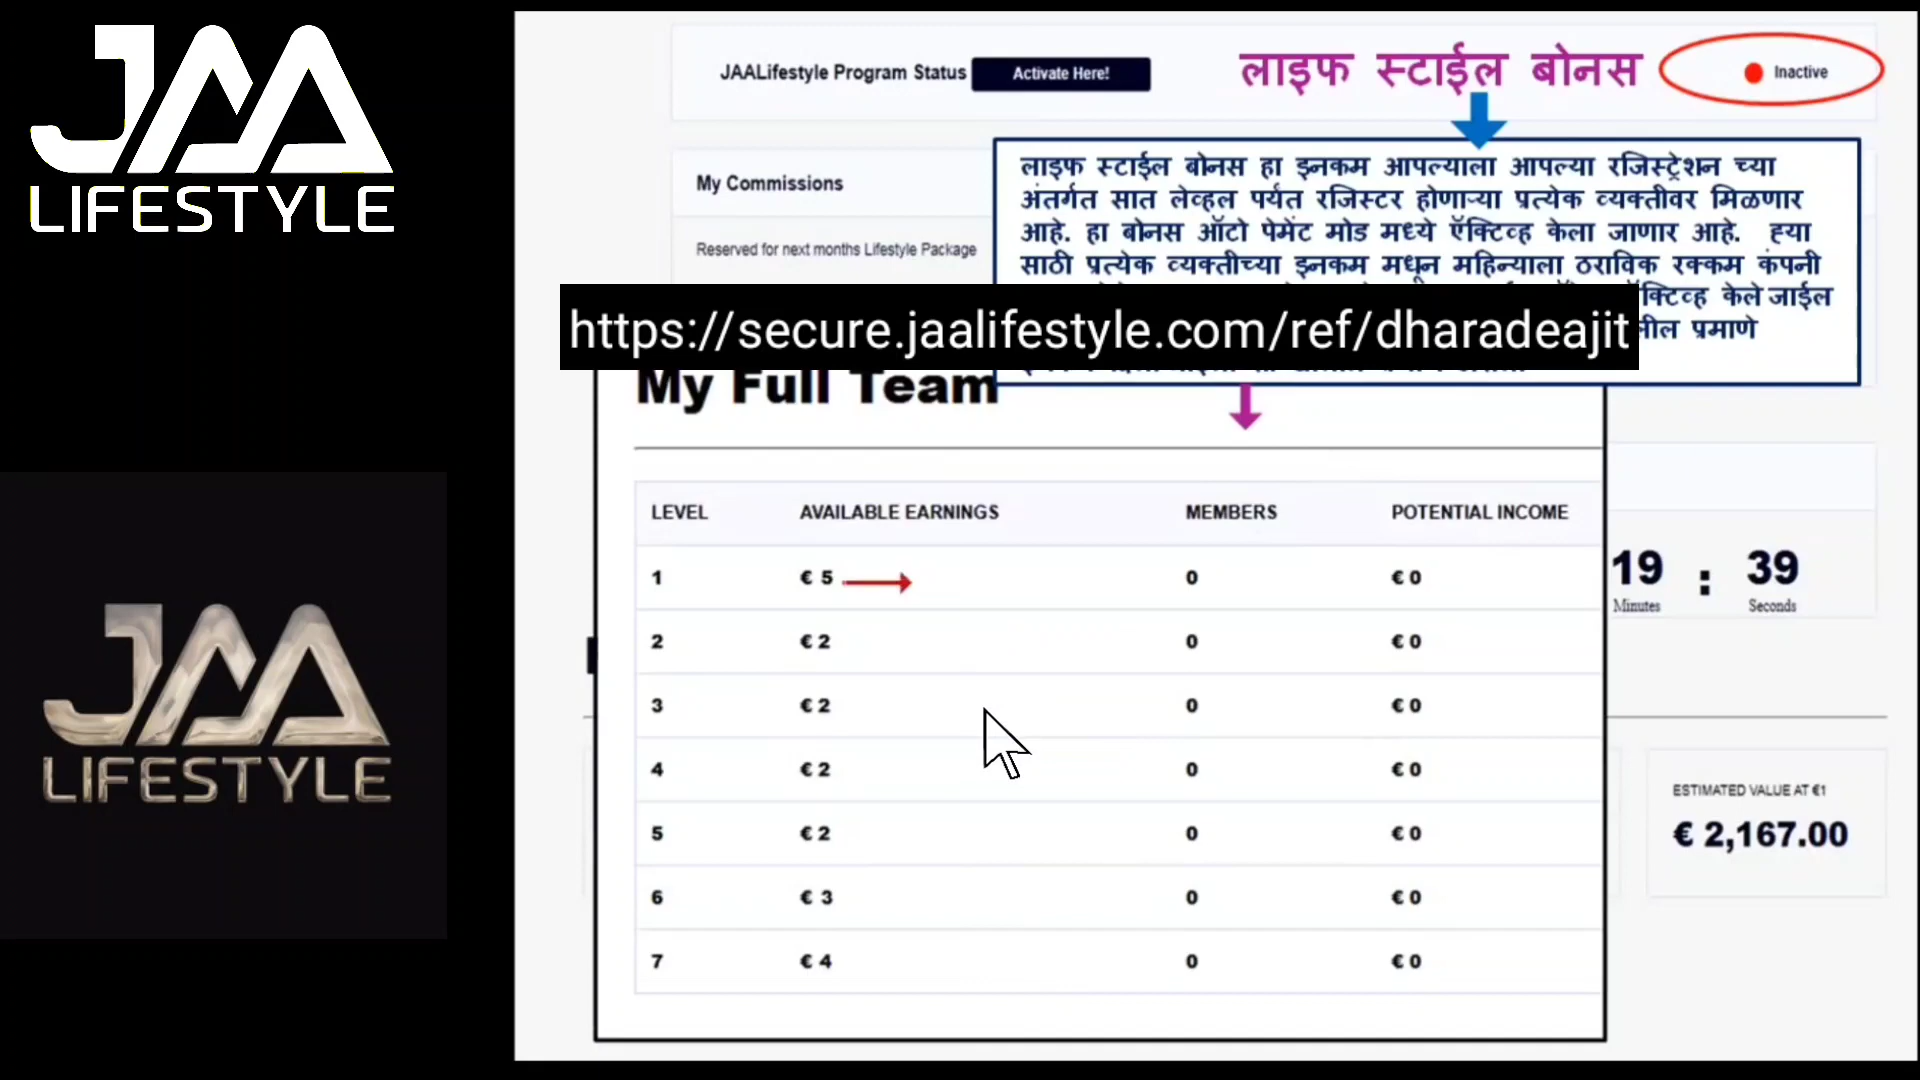 JAA
LIFESTYLE
JAALifestyle Program Status Activate Here! लाइफ स्टाईल बोनस Inactive
My Commissions
Reserved for next months Lifestyle Package
लाइफ स्टाईल बोनस हा इनकम आपल्याला आपल्या रजिस्ट्रेशन च्या
अंतर्गत सात लेव्हल पर्यंत रजिस्टर होणाऱ्या प्रत्येक व्यक्तीवर मिळणार
आहे. हा बोनस ऑटो पेमेंट मोड मध्ये ऍक्टिव्ह केला जाणार आहे. ह्या
साठी प्रत्येक व्यक्तीच्या इनकम मधून महिन्याला ठराविक रक्कम कंपनी
केले जाईल
प्रमाणे
https://secure.jaalifestyle.com/ref/dharadeajit
My Full Team
LEVEL AVAILABLE EARNINGS MEMBERS POTENTIAL INCOME
1 € 5 0 € 0
2 € 2 0 € 0
3 € 2 0 € 0
4 € 2 0 € 0
5 € 2 0 € 0
6 € 3 0 € 0
7 € 4 0 € 0
19 : 39
Minutes Seconds
ESTIMATED VALUE AT €1
€ 2,167.00
JAA
LIFESTYLE